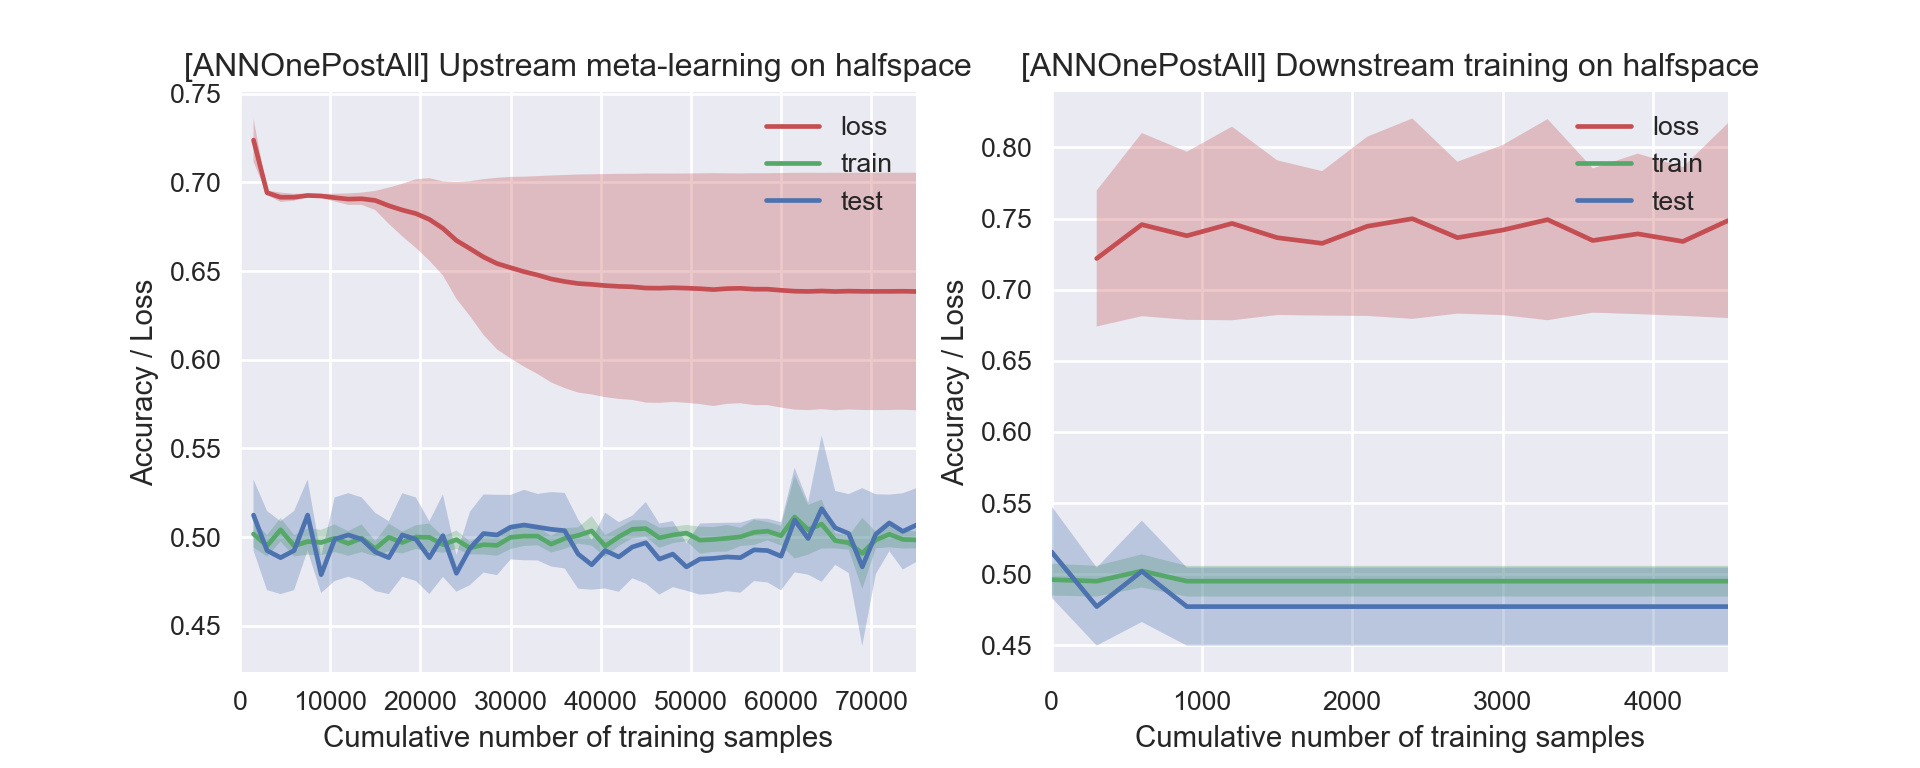 [ANNOnePostAll] Upstream meta-learning on halfspace
0.75
0.70
0.65
0.60
0.55
0.50
0.45
Accuracy / Loss
loss
train
test
0 10000 20000 30000 40000 50000 60000 70000
Cumulative number of training samples
[ANNOnePostAll] Downstream training on halfspace
0.80
0.75
0.70
0.65
0.60
0.55
0.50
0.45
Accuracy / Loss
loss
train
test
0 1000 2000 3000 4000
Cumulative number of training samples